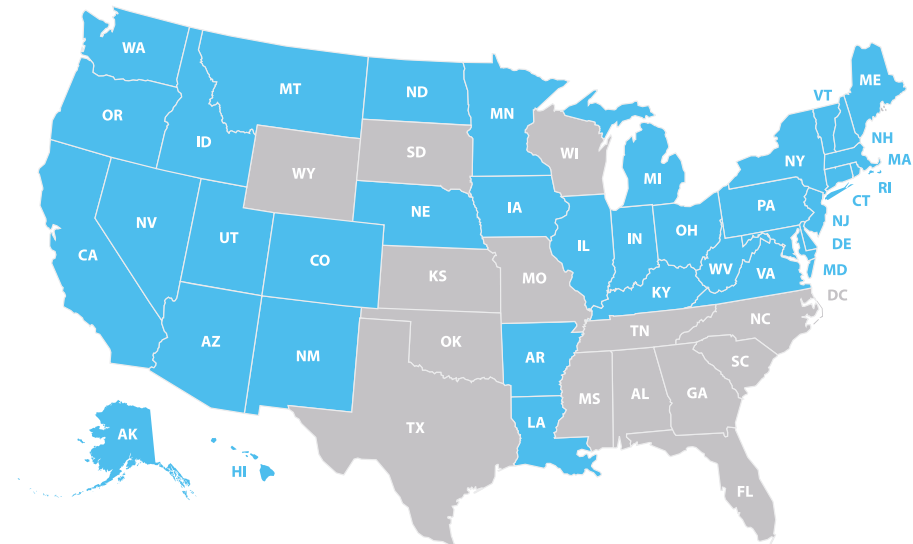 WA
MT
ND
MN
ME
VT
OR
ID
WY
SD
WI
MI
NY
NH
MA
RI
CT
NV
UT
CO
NE
IA
IL
IN
OH
PA
NJ
DE
MD
DC
CA
KS
MO
KY
WV
VA
AZ
NM
OK
AR
TN
NC
SC
TX
LA
MS
AL
GA
FL
AK
HI